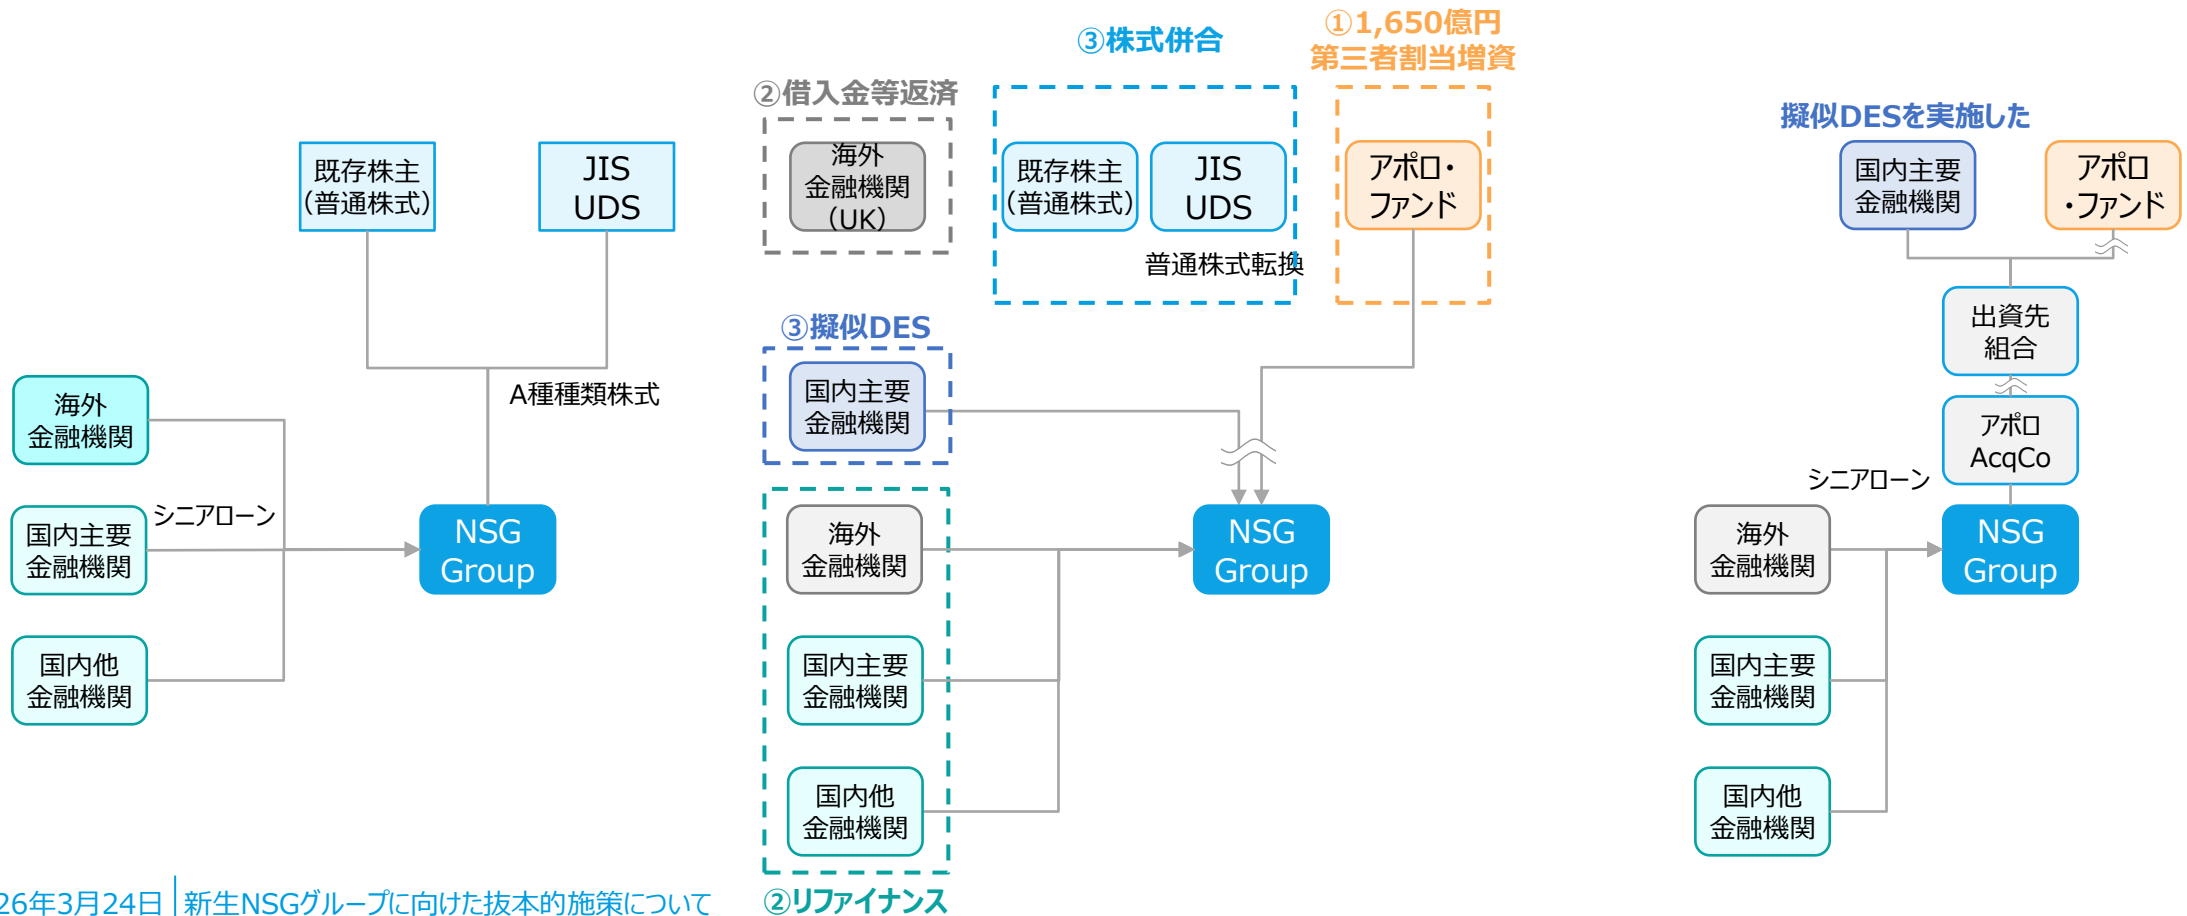 既存株主
（普通株式）
JIS
UDS
A種種類株式
海外
金融機関
国内主要
金融機関
国内他
金融機関
シニアローン
NSG
Group
②借入金等返済
海外
金融機関
（UK）
③株式併合
既存株主
（普通株式）
JIS
UDS
普通株式転換
①1,650億円
第三者割当増資
アポロ・
ファンド
③擬似DES
国内主要
金融機関
海外
金融機関
国内主要
金融機関
国内他
金融機関
②リファイナンス
NSG
Group
擬似DESを実施した
国内主要
金融機関
アポロ
・ファンド
出資先
組合
アポロ
AcqCo
シニアローン
海外
金融機関
国内主要
金融機関
国内他
金融機関
NSG
Group
26年3月24日
新生NSGグループに向けた抜本的施策について